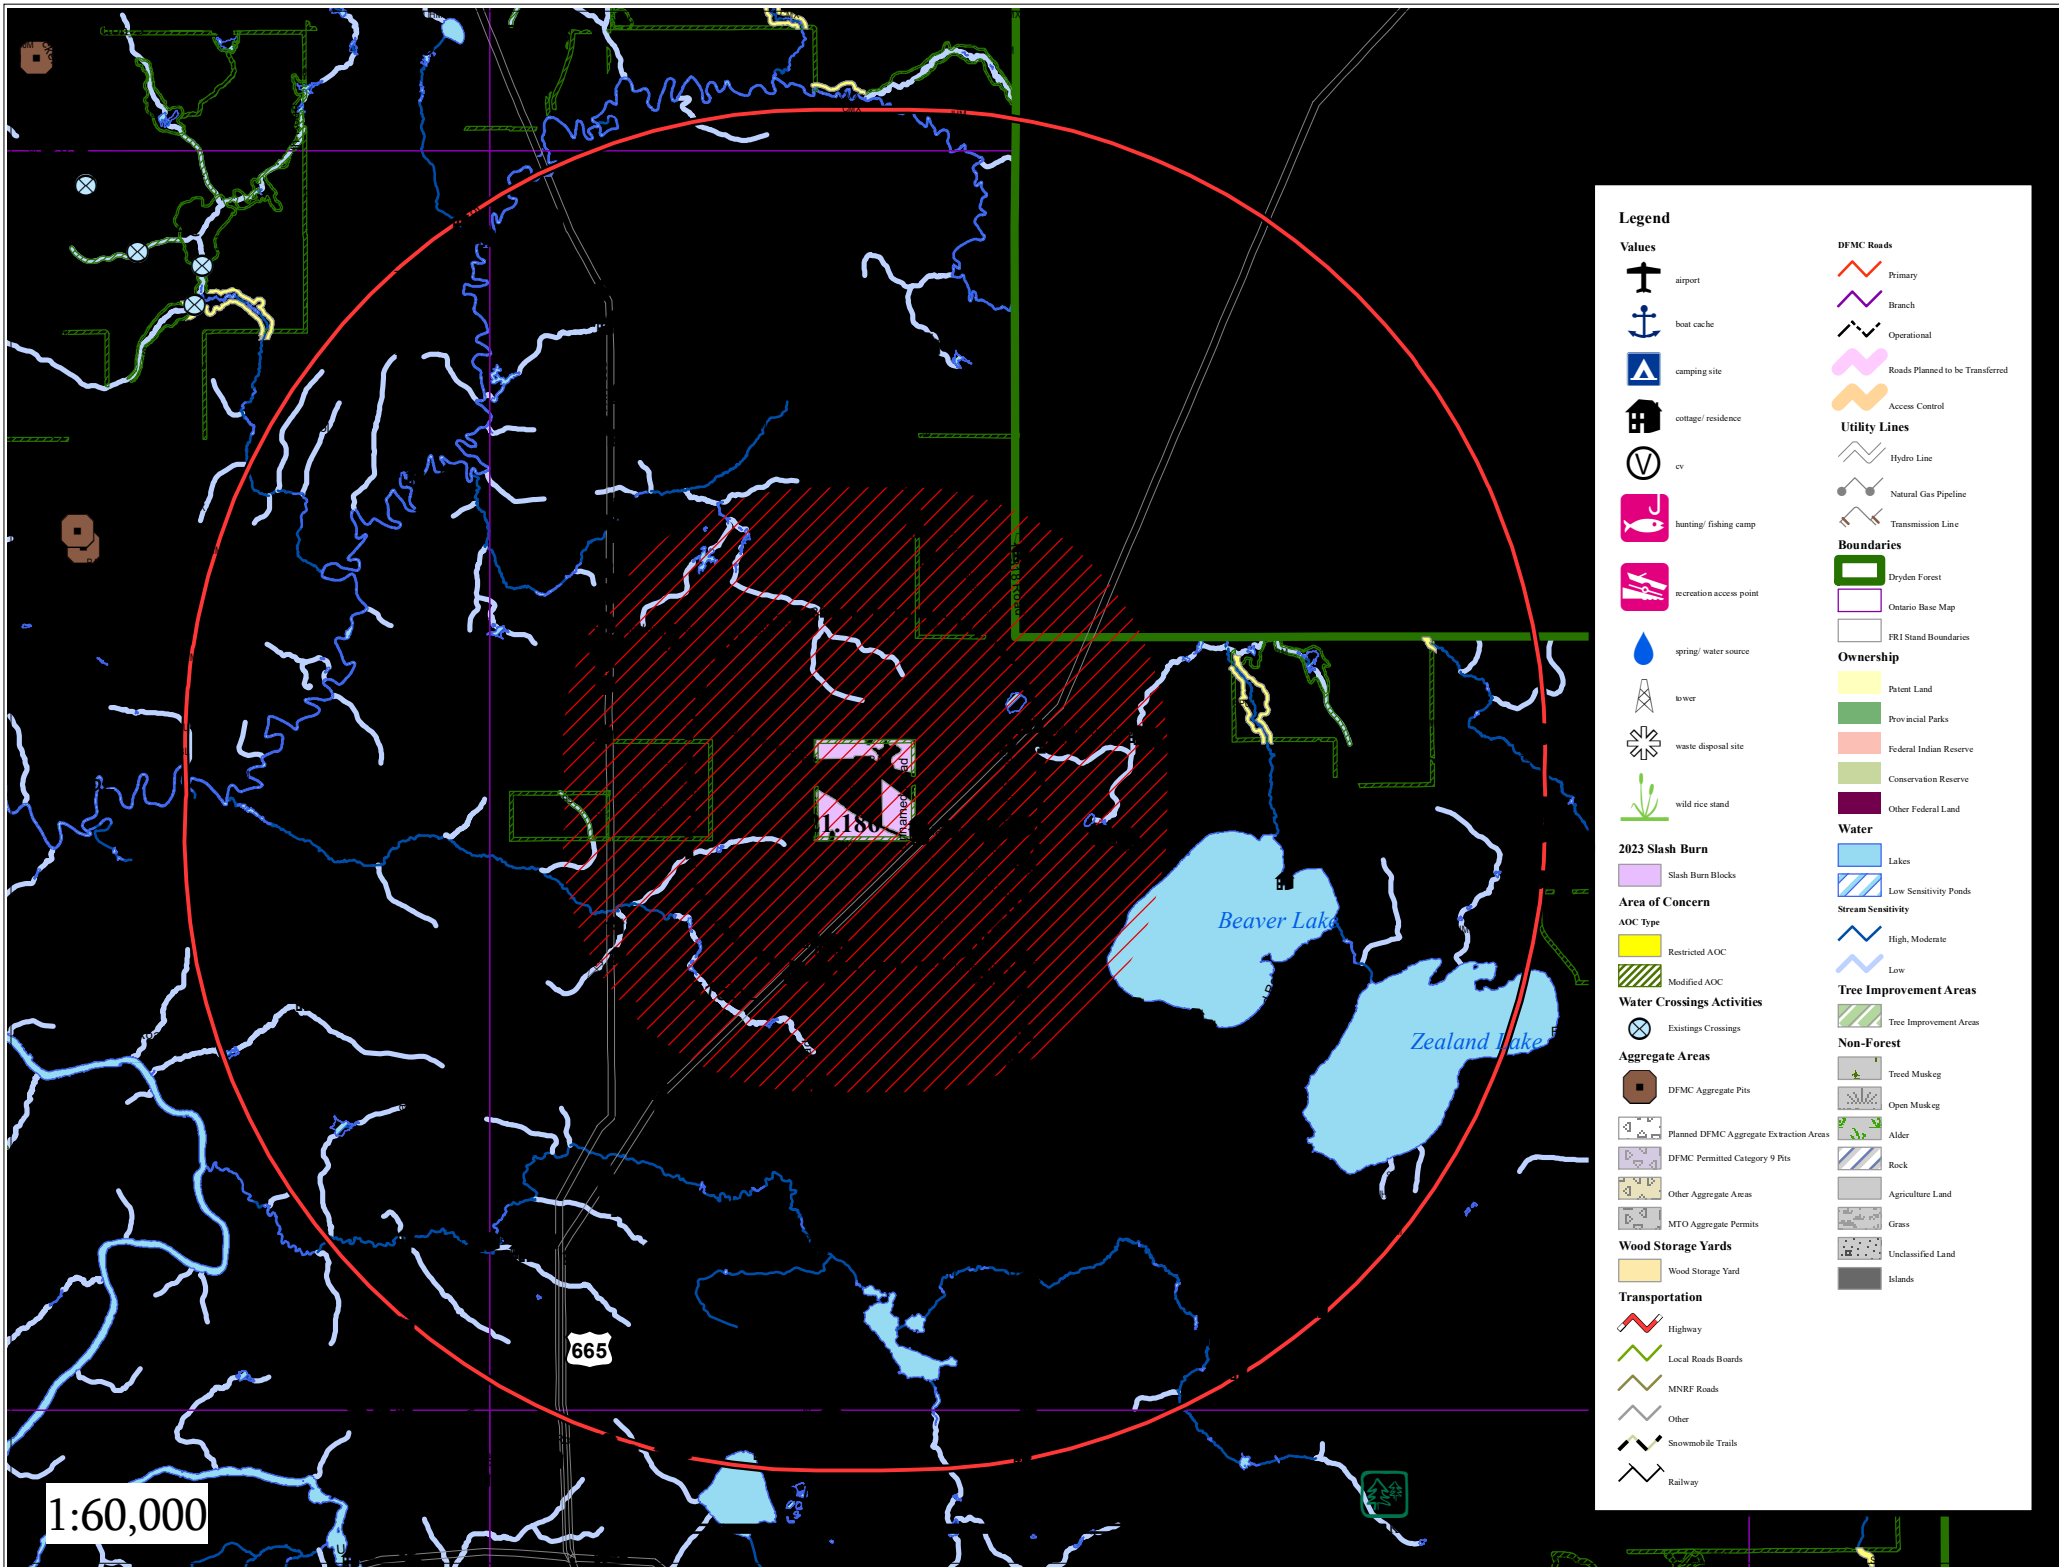 Beaver Lake
Zealand Lake
1.186
665
1:60,000
Legend
Values
airport
boat cache
camping site
cottage/ residence
cv
hunting/ fishing camp
recreation access point
spring/ water source
tower
waste disposal site
wild rice stand
2023 Slash Burn
Slash Burn Blocks
Area of Concern
AOC Type
Restricted AOC
Modified AOC
Water Crossings Activities
Existings Crossings
Aggregate Areas
DFMC Aggregate Pits
Planned DFMC Aggregate Extraction Areas
DFMC Permitted Category 9 Pits
Other Aggregate Areas
MTO Aggregate Permits
Wood Storage Yards
Wood Storage Yard
Transportation
Highway
Local Roads Boards
MNRF Roads
Other
Snowmobile Trails
Railway
DFMC Roads
Primary
Branch
Operational
Roads Planned to be Transferred
Access Control
Utility Lines
Hydro Line
Natural Gas Pipeline
Transmission Line
Boundaries
Dryden Forest
Ontario Base Map
FRI Stand Boundaries
Ownership
Patent Land
Provincial Parks
Federal Indian Reserve
Conservation Reserve
Other Federal Land
Water
Lakes
Low Sensitivity Ponds
Stream Sensitivity
High, Moderate
Low
Tree Improvement Areas
Tree Improvement Areas
Non-Forest
Treed Muskeg
Open Muskeg
Alder
Rock
Agriculture Land
Grass
Unclassified Land
Islands